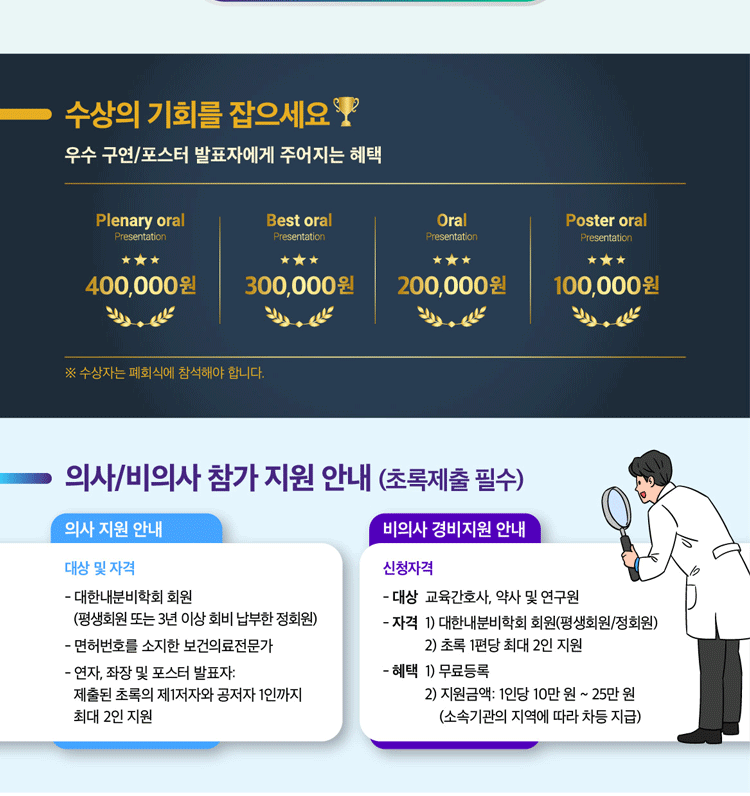 수상의 기회를 잡으세요
우수 구연/포스터 발표자에게 주어지는 혜택
Plenary oral
Presentation
400,000원
Best oral
Presentation
300,000원
Oral
Presentation
200,000원
Poster oral
Presentation
100,000원
※ 수상자는 폐회식에 참석해야 합니다.
의사/비의사 참가 지원 안내 (초록제출 필수)
의사 지원 안내
대상 및 자격
- 대한내분비학회 회원
(평생회원 또는 3년 이상 회비 납부한 정회원)
- 면허번호를 소지한 보건의료전문가
- 연자, 좌장 및 포스터 발표자:
제출된 초록의 제1저자와 공저자 1인까지
최대 2인 지원
비의사 경비지원 안내
신청자격
- 대상 교육간호사, 약사 및 연구원
- 자격 1) 대한내분비학회 회원(평생회원/정회원)
2) 초록 1편당 최대 2인 지원
- 혜택 1) 무료등록
2) 지원금액: 1인당 10만 원 ~ 25만 원
(소속기관의 지역에 따라 차등 지급)